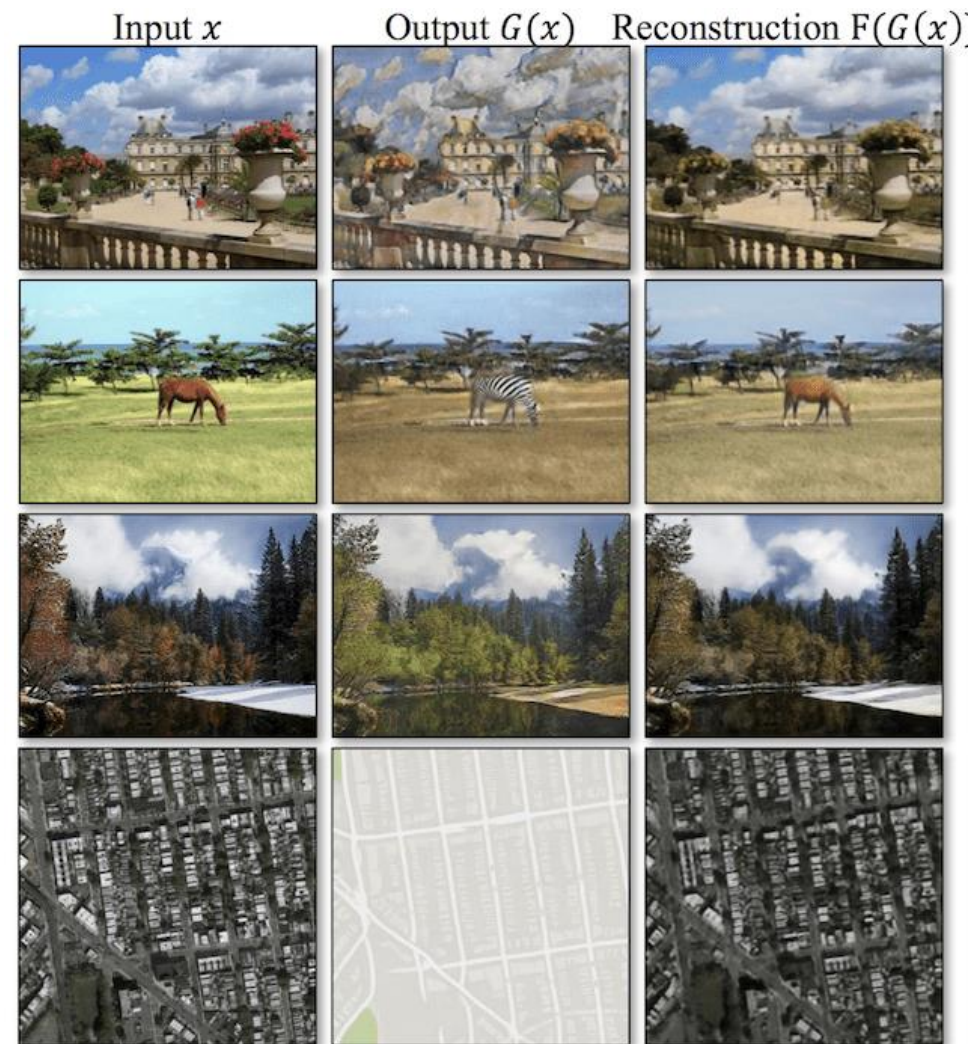 Input x
Output G(x)
Reconstruction F(G(x))